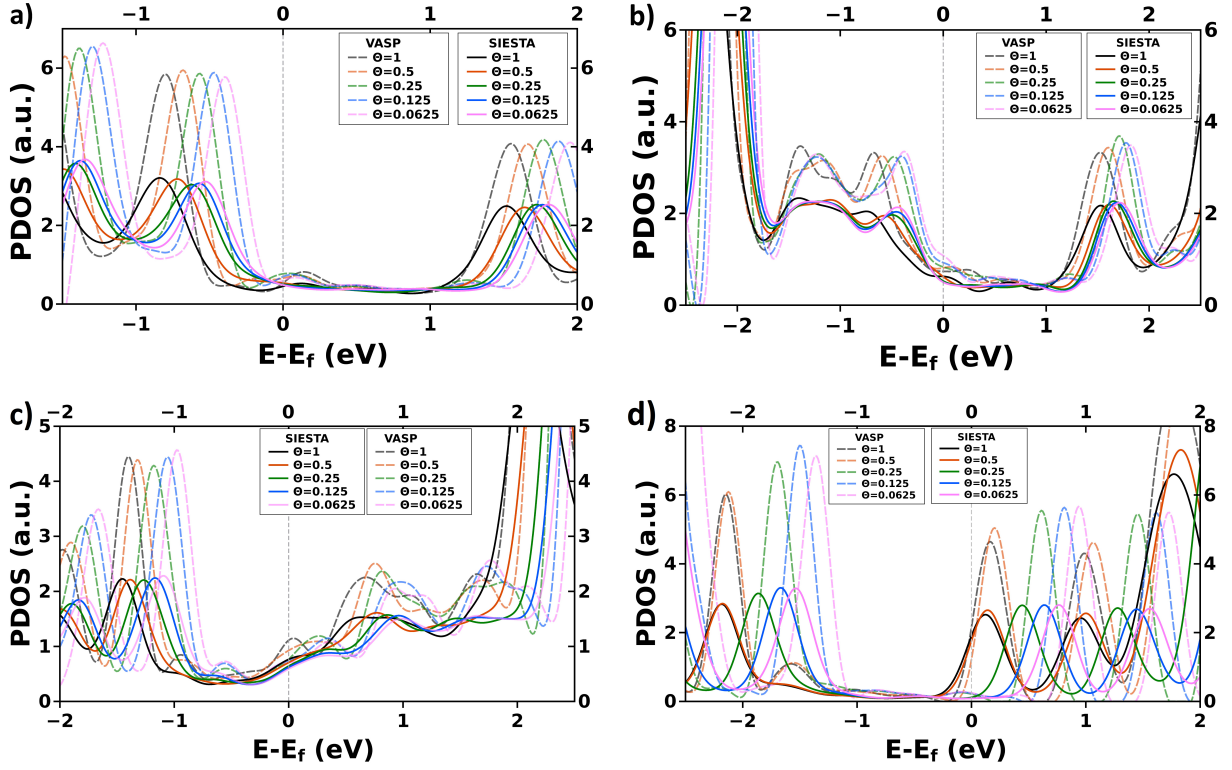 a)
−1 0 1 2
PDOS (a.u.)
6
4
2
0
6
4
2
0
VASP
Θ=1
Θ=0.5
Θ=0.25
Θ=0.125
Θ=0.0625
SIESTA
Θ=1
Θ=0.5
Θ=0.25
Θ=0.125
Θ=0.0625
−1 0 1 2
E-Ef (eV)
b)
−2 −1 0 1 2
PDOS (a.u.)
6
4
2
0
6
4
2
0
VASP
Θ=1
Θ=0.5
Θ=0.25
Θ=0.125
Θ=0.0625
SIESTA
Θ=1
Θ=0.5
Θ=0.25
Θ=0.125
Θ=0.0625
−2 −1 0 1 2
E-Ef (eV)
c)
−2 −1 0 1 2
PDOS (a.u.)
5
4
3
2
1
0
5
4
3
2
1
0
SIESTA
Θ=1
Θ=0.5
Θ=0.25
Θ=0.125
Θ=0.0625
VASP
Θ=1
Θ=0.5
Θ=0.25
Θ=0.125
Θ=0.0625
−2 −1 0 1 2
E-Ef (eV)
d)
−2 −1 0 1 2
PDOS (a.u.)
8
6
4
2
0
8
6
4
2
0
VASP
Θ=1
Θ=0.5
Θ=0.25
Θ=0.125
Θ=0.0625
SIESTA
Θ=1
Θ=0.5
Θ=0.25
Θ=0.125
Θ=0.0625
−2 −1 0 1 2
E-Ef (eV)